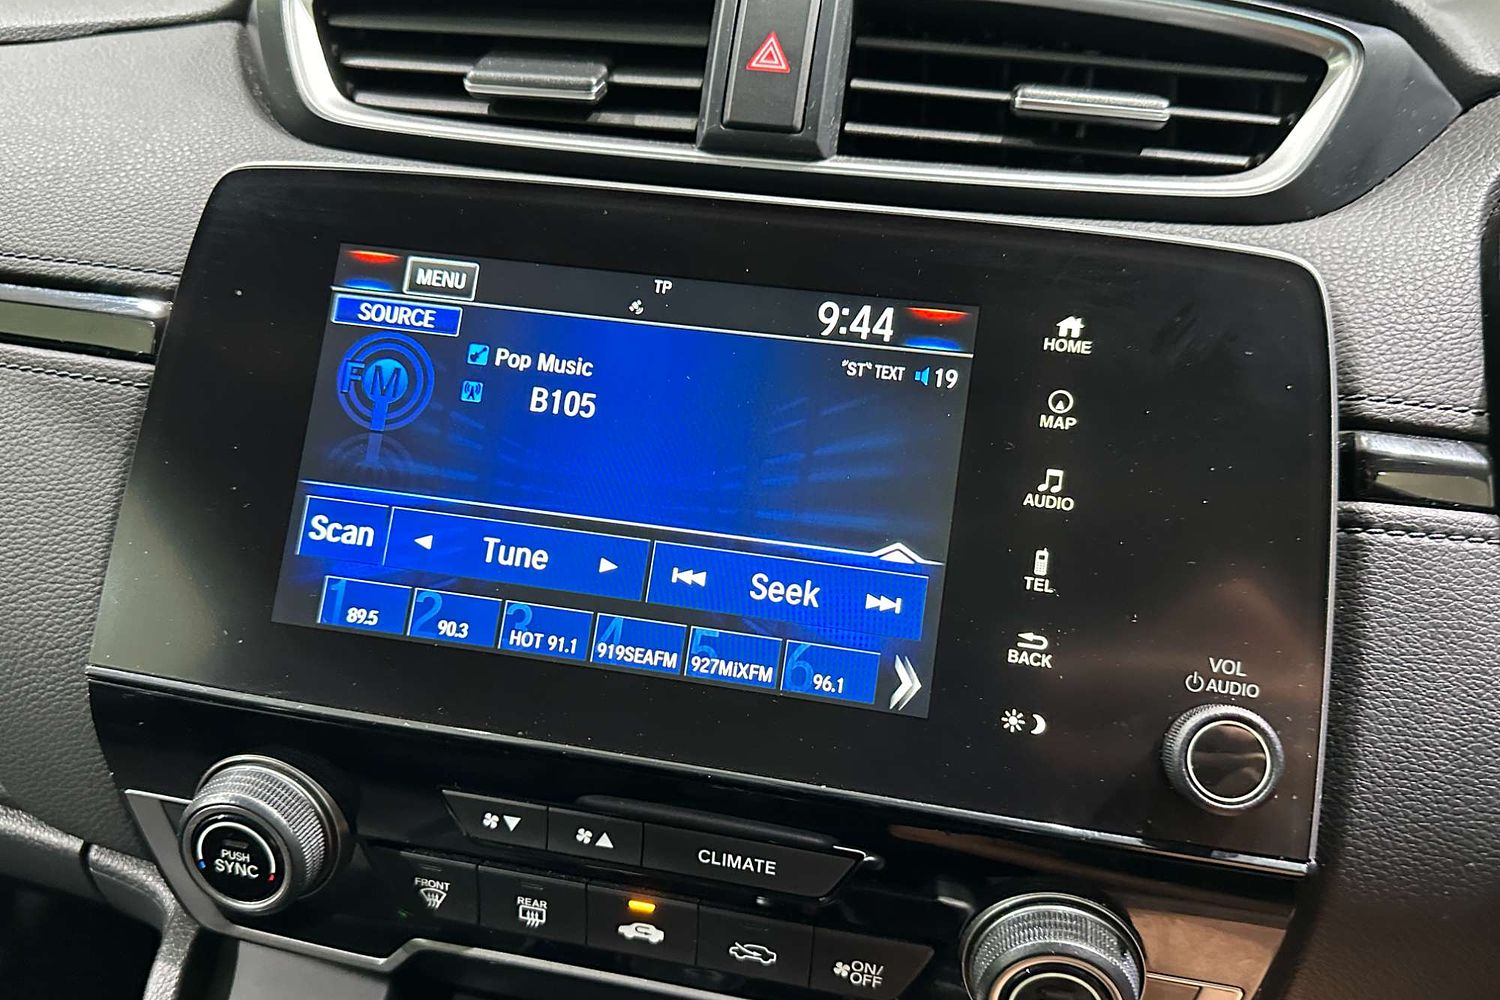 MENU
TP
9:44
SOURCE
FM
Pop Music
"ST" TEXT
19
B105
Scan
Tune
Seek
1 89.5
2 90.3
3 HOT 91.1
4 919SEAFM
5 927MiXFM
6 96.1
HOME
MAP
AUDIO
TEL
BACK
VOL
AUDIO
PUSH
SYNC
CLIMATE
FRONT
REAR
ON/
OFF